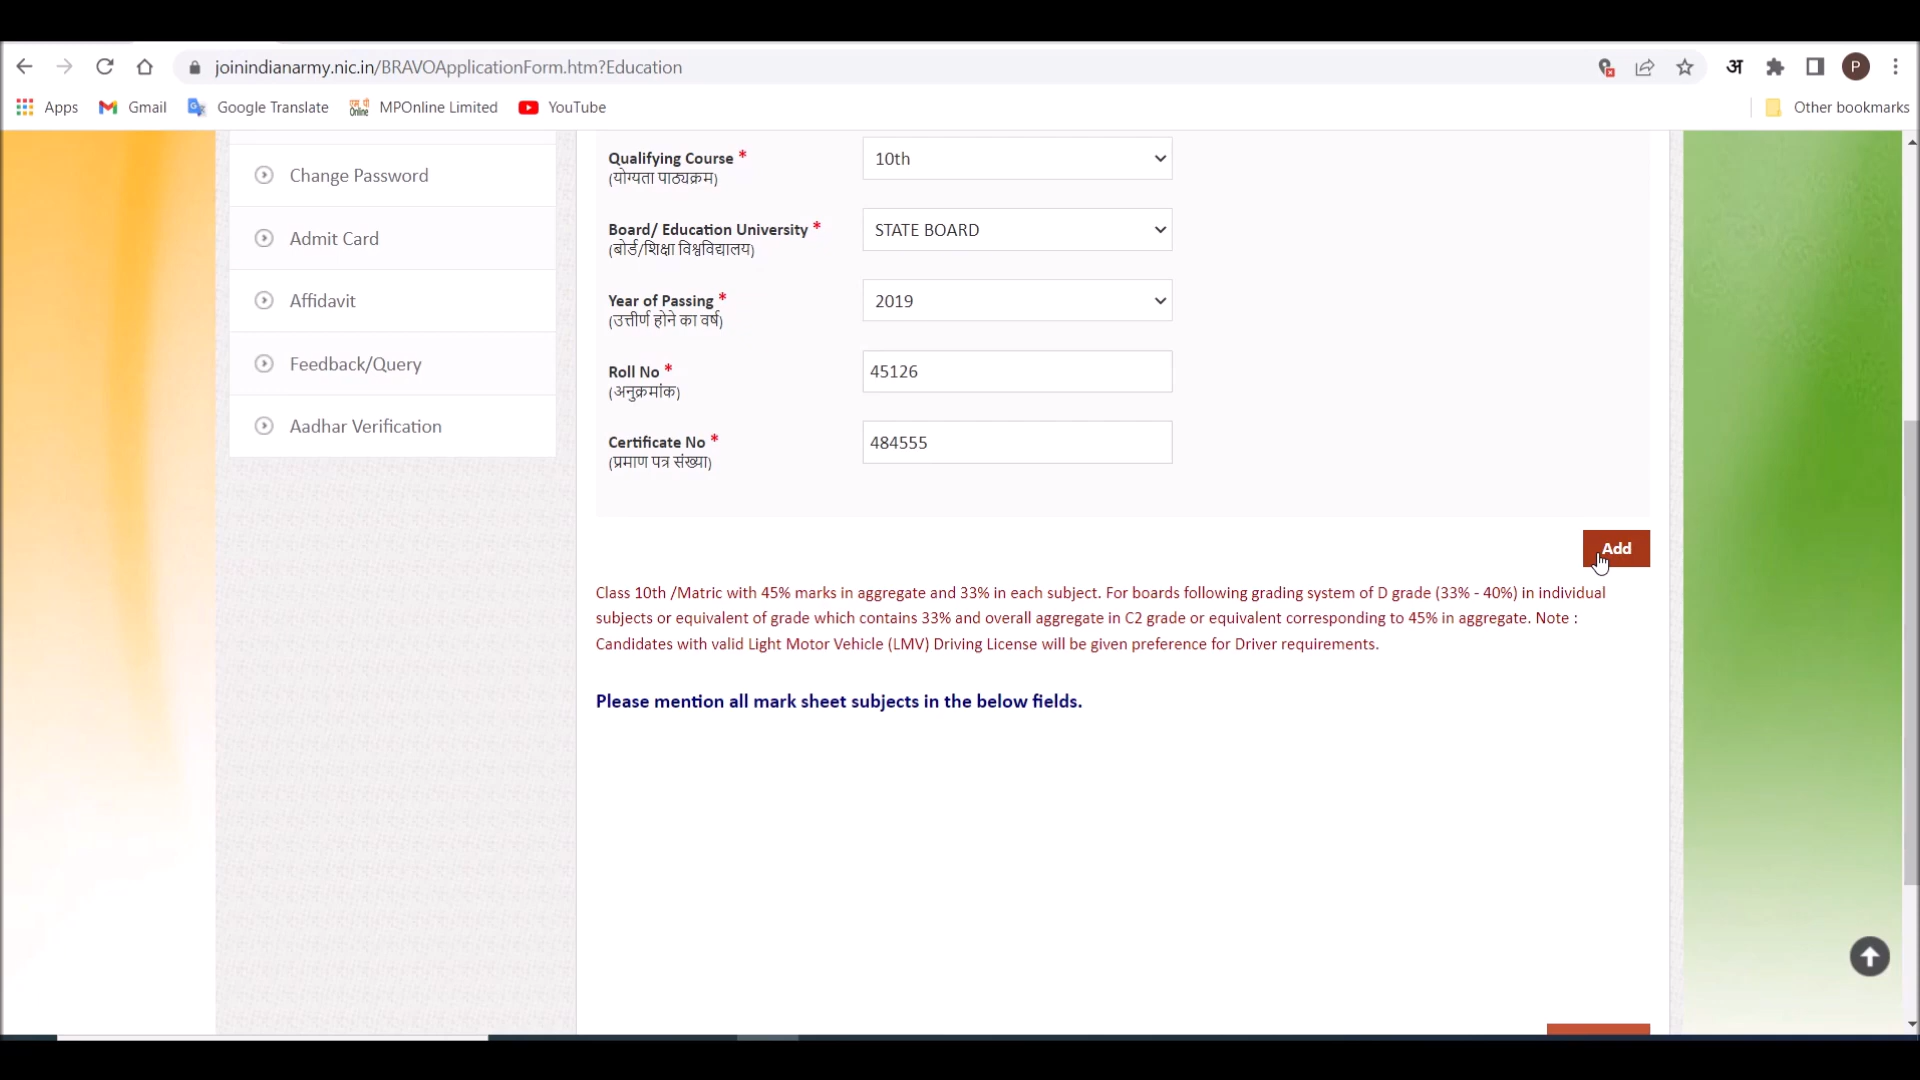 joinindianarmy.nic.in/BRAVOApplicationForm.htm?Education
अ
P
Apps
Gmail
Google Translate
MPOnline Limited
YouTube
Other bookmarks
Change Password
Admit Card
Affidavit
Feedback/Query
Aadhar Verification
Qualifying Course *
(योग्यता पाठ्यक्रम)
10th
Board/ Education University *
(बोर्ड/शिक्षा विश्वविद्यालय)
STATE BOARD
Year of Passing *
(उत्तीर्ण होने का वर्ष)
2019
Roll No *
(अनुक्रमांक)
45126
Certificate No *
(प्रमाण पत्र संख्या)
484555
Add
Class 10th /Matric with 45% marks in aggregate and 33% in each subject. For boards following grading system of D grade (33% - 40%) in individual
subjects or equivalent of grade which contains 33% and overall aggregate in C2 grade or equivalent corresponding to 45% in aggregate. Note :
Candidates with valid Light Motor Vehicle (LMV) Driving License will be given preference for Driver requirements.
Please mention all mark sheet subjects in the below fields.